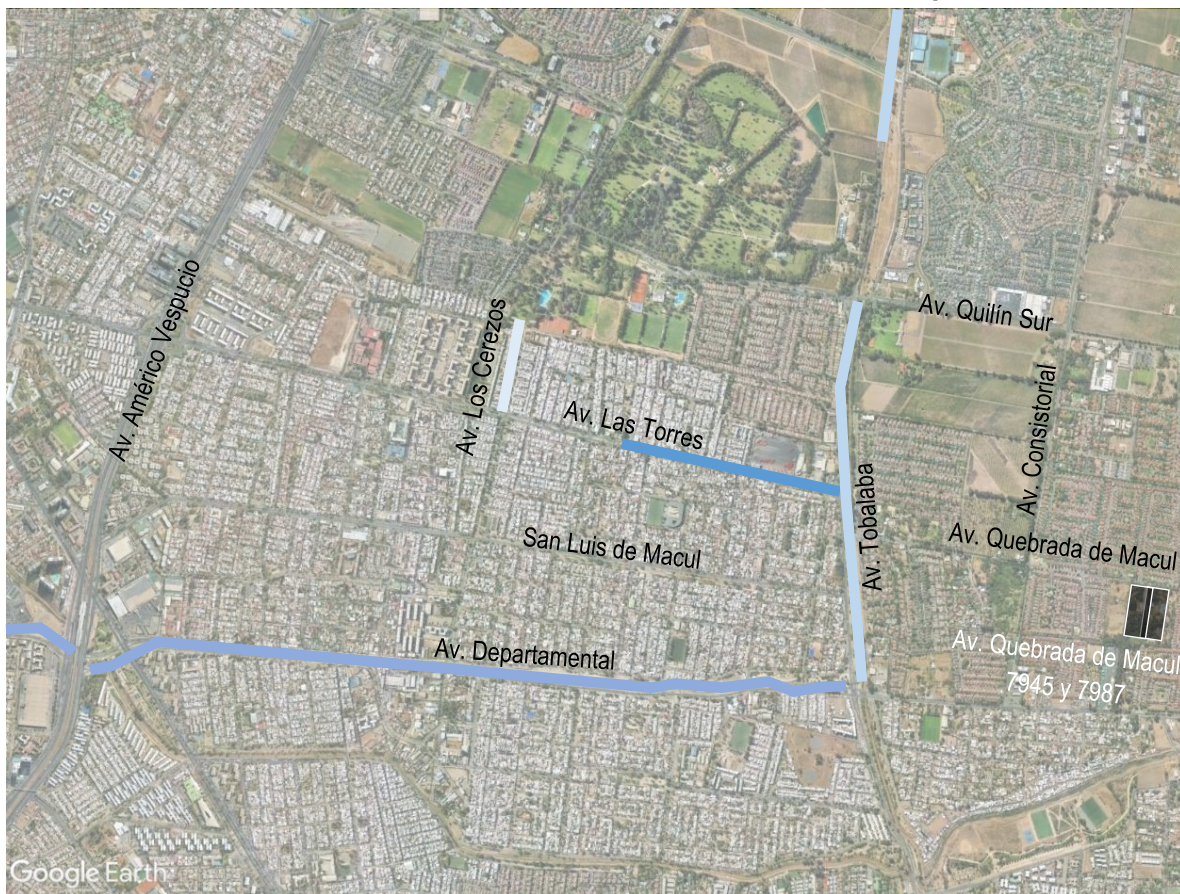 Av. Américo Vespucio
Av. Los Cerezos
Av. Quilín Sur
Av. Las Torres
Av. Consistorial
Av. Tobalaba
San Luis de Macul
Av. Quebrada de Macul
Av. Departamental
Av. Quebrada de Macul
7945 y 7987
Google Earth